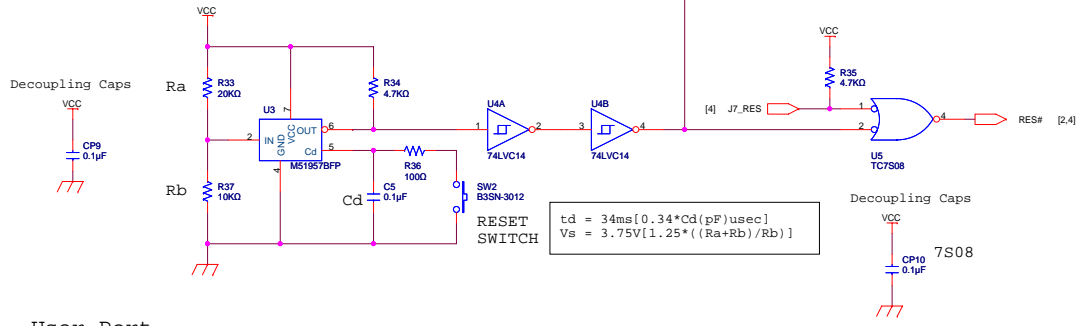 VCC
VCC
Decoupling Caps
VCC
CP9
0.1µF
Ra
R33
20KΩ
R34
4.7KΩ
R35
4.7KΩ
U3
7
VCC
OUT
6
2
IN
GND
Cd
5
4
M51957BFP
R36
100Ω
Rb
R37
10KΩ
Cd
C5
0.1µF
SW2
B3SN-3012
RESET
SWITCH
U4A
1
2
74LVC14
U4B
3
4
74LVC14
[4]
J7_RES
1
2
4
U5
TC7S08
RES#
[2,4]
td = 34ms[0.34*Cd(pF)usec]
Vs = 3.75V[1.25*((Ra+Rb)/Rb)]
Decoupling Caps
VCC
7S08
CP10
0.1µF
User Port